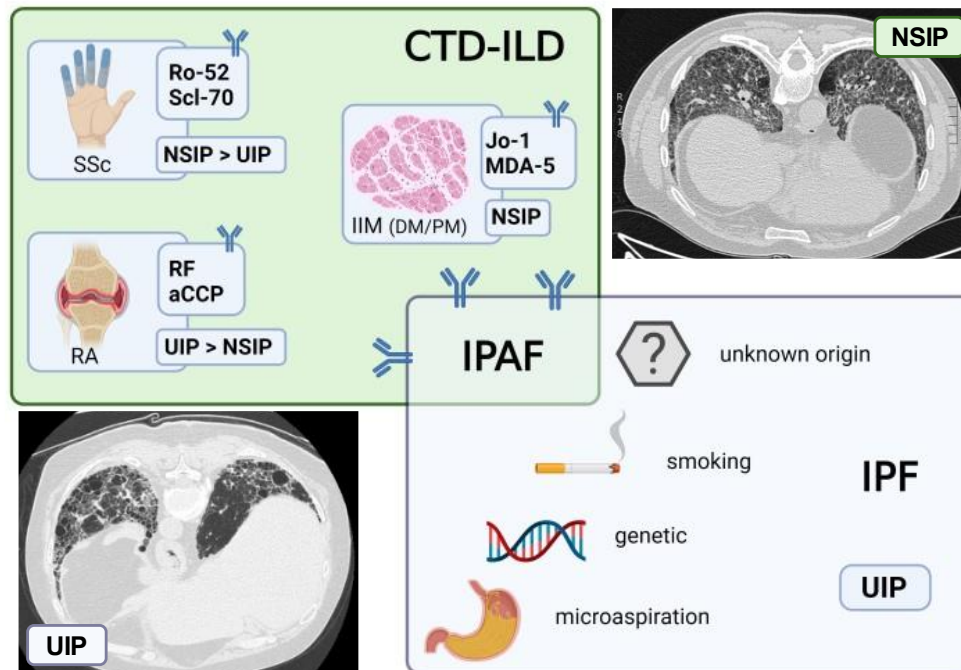 CTD-ILD
NSIP
Ro-52
Scl-70
SSc
NSIP > UIP
Jo-1
MDA-5
IIM (DM/PM)
NSIP
RF
aCCP
RA
UIP > NSIP
IPAF
?
unknown origin
smoking
IPF
genetic
UIP
microaspiration
UIP